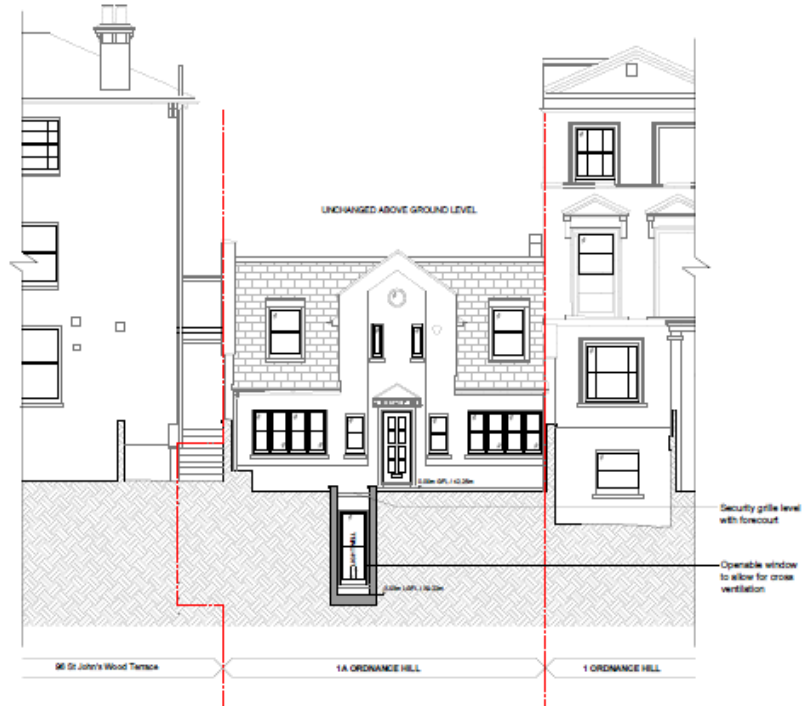 UNCHANGED ABOVE GROUND LEVEL
Security grille level
with forecourt
LIGHTWELL
Openable window
to allow for cross
ventilation
96 St John's Wood Terrace
1A ORDNANCE HILL
1 ORDNANCE HILL